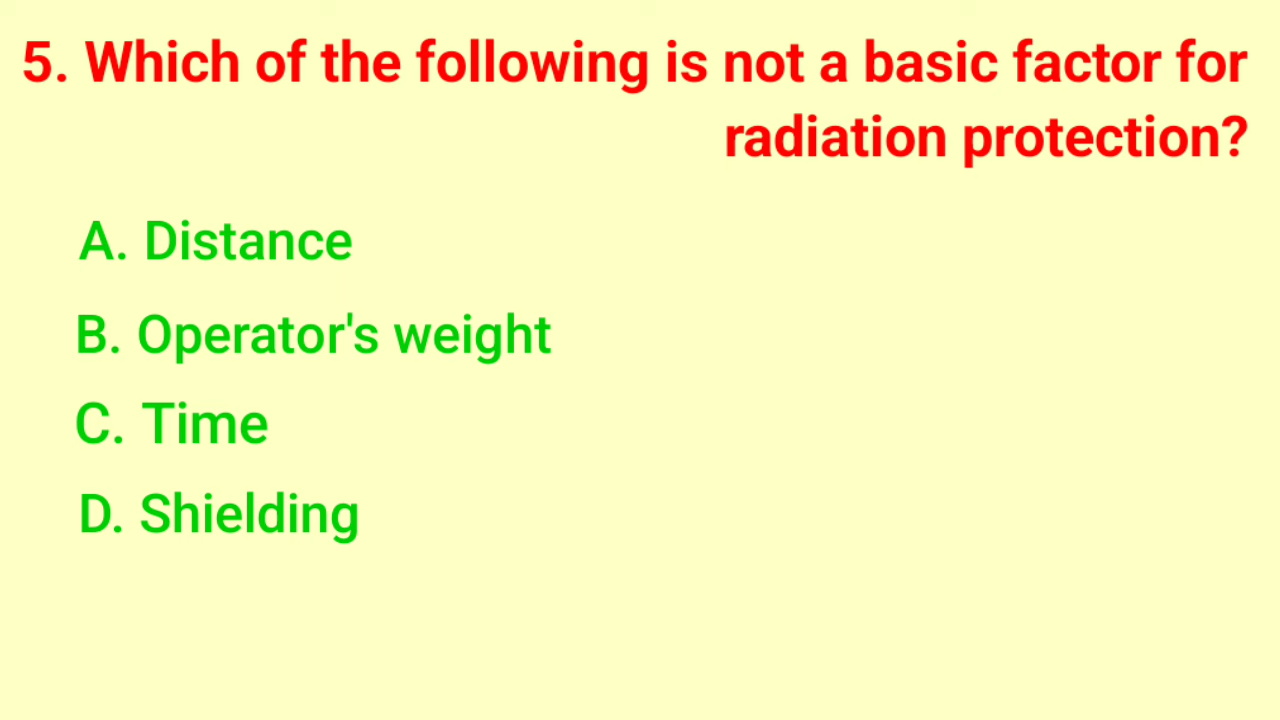 5. Which of the following is not a basic factor for
radiation protection?
A. Distance
B. Operator's weight
C. Time
D. Shielding